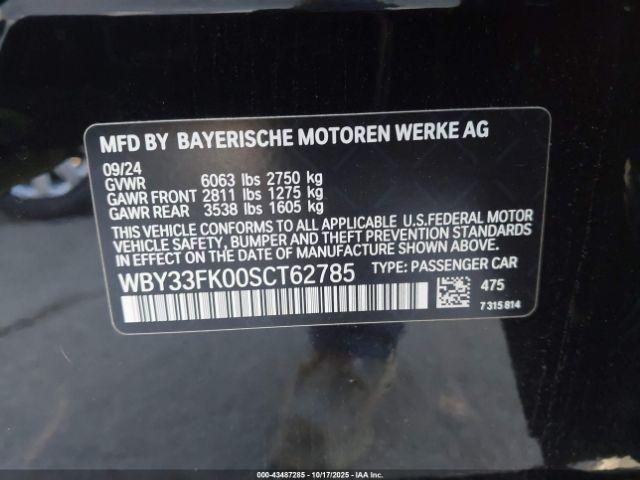 MFD BY BAYERISCHE MOTOREN WERKE AG
09/24
GVWR 6063 lbs 2750 kg
GAWR FRONT 2811 lbs 1275 kg
GAWR REAR 3538 lbs 1605 kg
THIS VEHICLE CONFORMS TO ALL APPLICABLE U.S.FEDERAL MOTOR
VEHICLE SAFETY, BUMPER AND THEFT PREVENTION STANDARDS
IN EFFECT ON THE DATE OF MANUFACTURE SHOWN ABOVE.
WBY33FK00SCT62785 TYPE: PASSENGER CAR
475
7 315 814
000-43487285 - 10/17/2025 - IAA Inc.